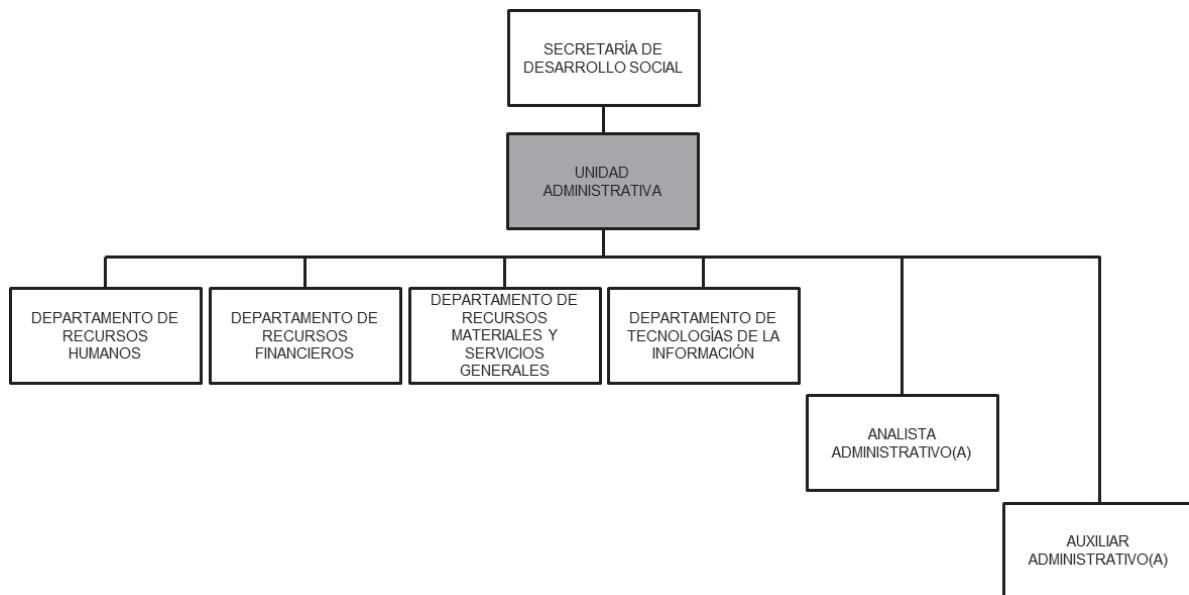 SECRETARÍA DE
DESARROLLO SOCIAL
UNIDAD
ADMINISTRATIVA
DEPARTAMENTO DE
RECURSOS
HUMANOS
DEPARTAMENTO DE
RECURSOS
FINANCIEROS
DEPARTAMENTO DE
RECURSOS
MATERIALES Y
SERVICIOS
GENERALES
DEPARTAMENTO DE
TECNOLOGÍAS DE LA
INFORMACIÓN
ANALISTA
ADMINISTRATIVO(A)
AUXILIAR
ADMINISTRATIVO(A)